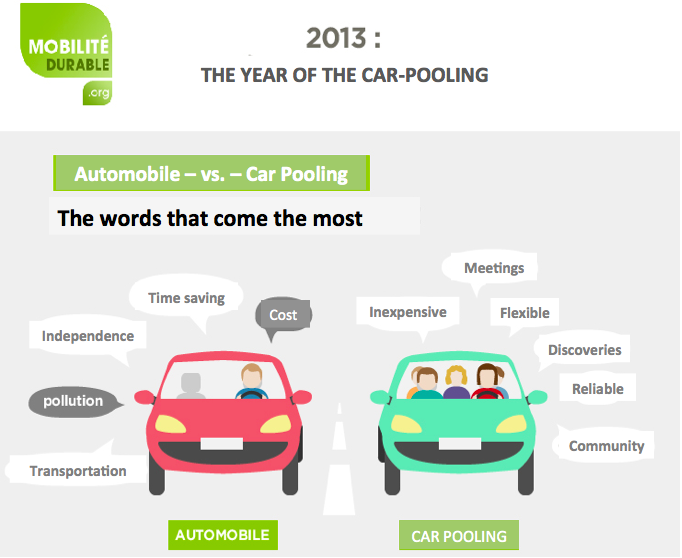 MOBILITÉ
DURABLE
.org
2013 :
THE YEAR OF THE CAR-POOLING
Automobile – vs. – Car Pooling
The words that come the most
Time saving
Cost
Independence
pollution
Transportation
Meetings
Inexpensive
Flexible
Discoveries
Reliable
Community
AUTOMOBILE
CAR POOLING